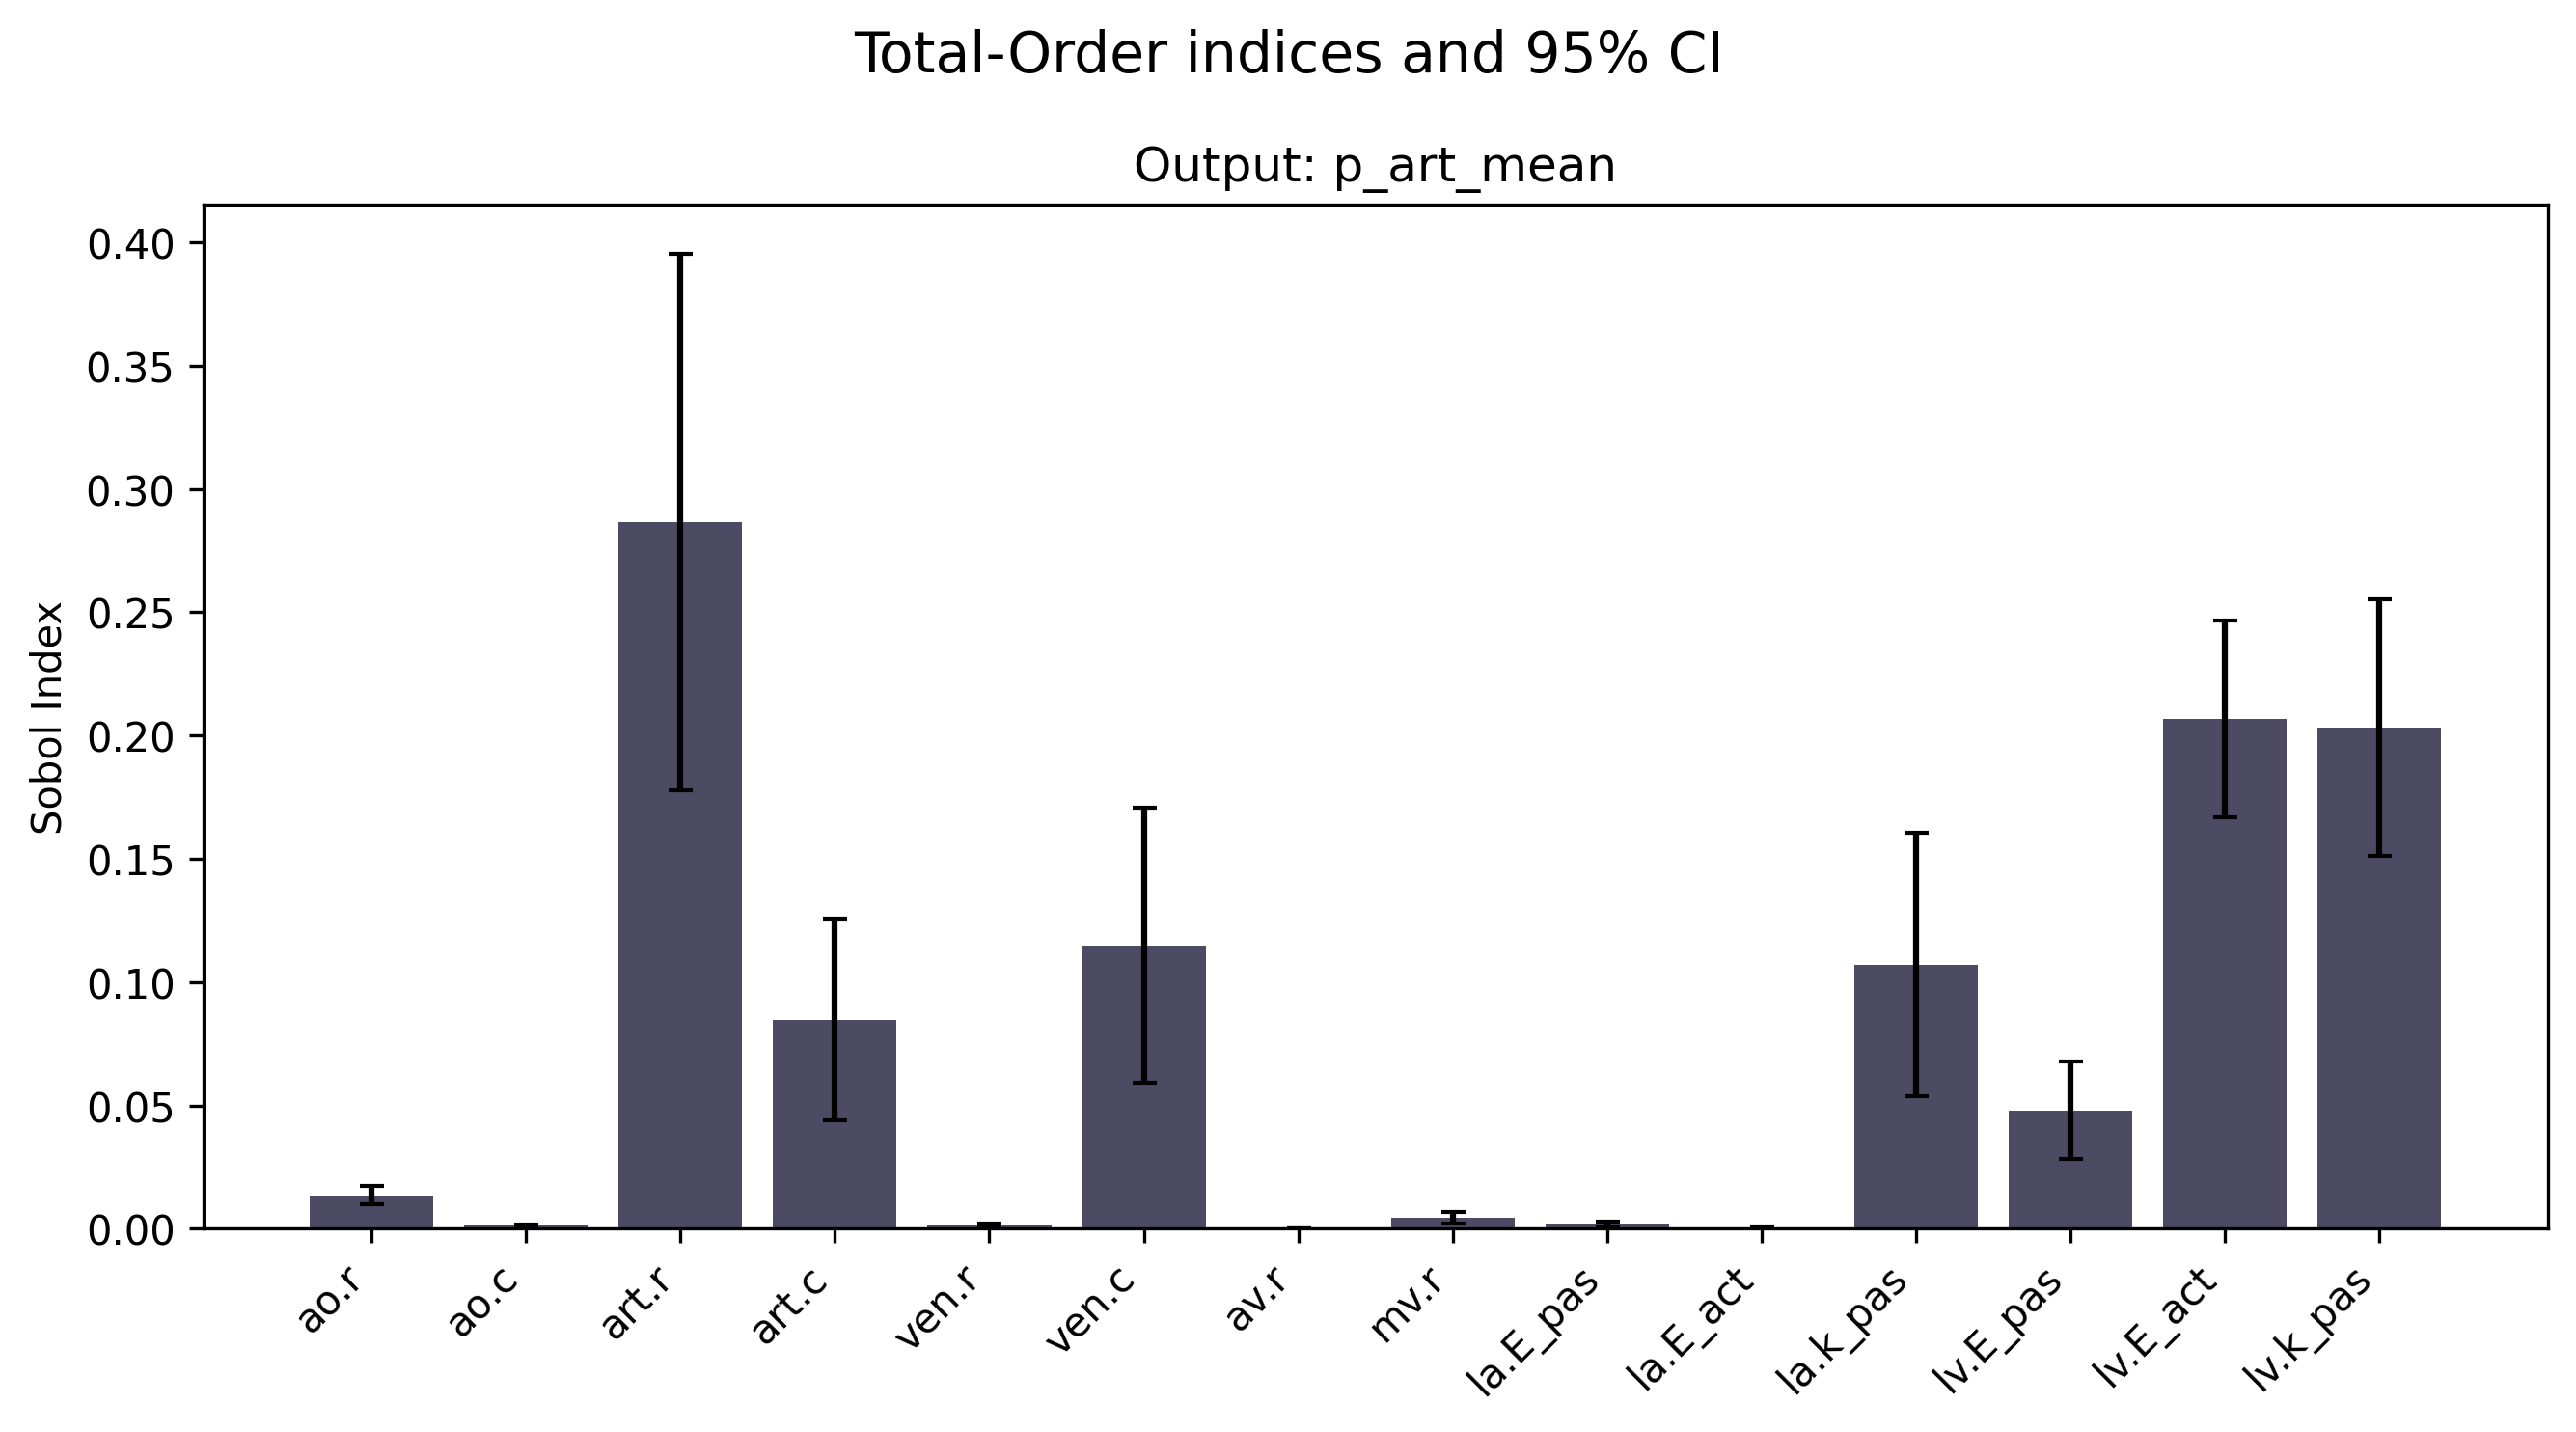 Total-Order indices and 95% CI
Output: p_art_mean
Sobol Index
0.40
0.35
0.30
0.25
0.20
0.15
0.10
0.05
0.00
ao.r
ao.c
art.r
art.c
ven.r
ven.c
av.r
mv.r
la.E_pas
la.E_act
la.k_pas
lv.E_pas
lv.E_act
lv.k_pas